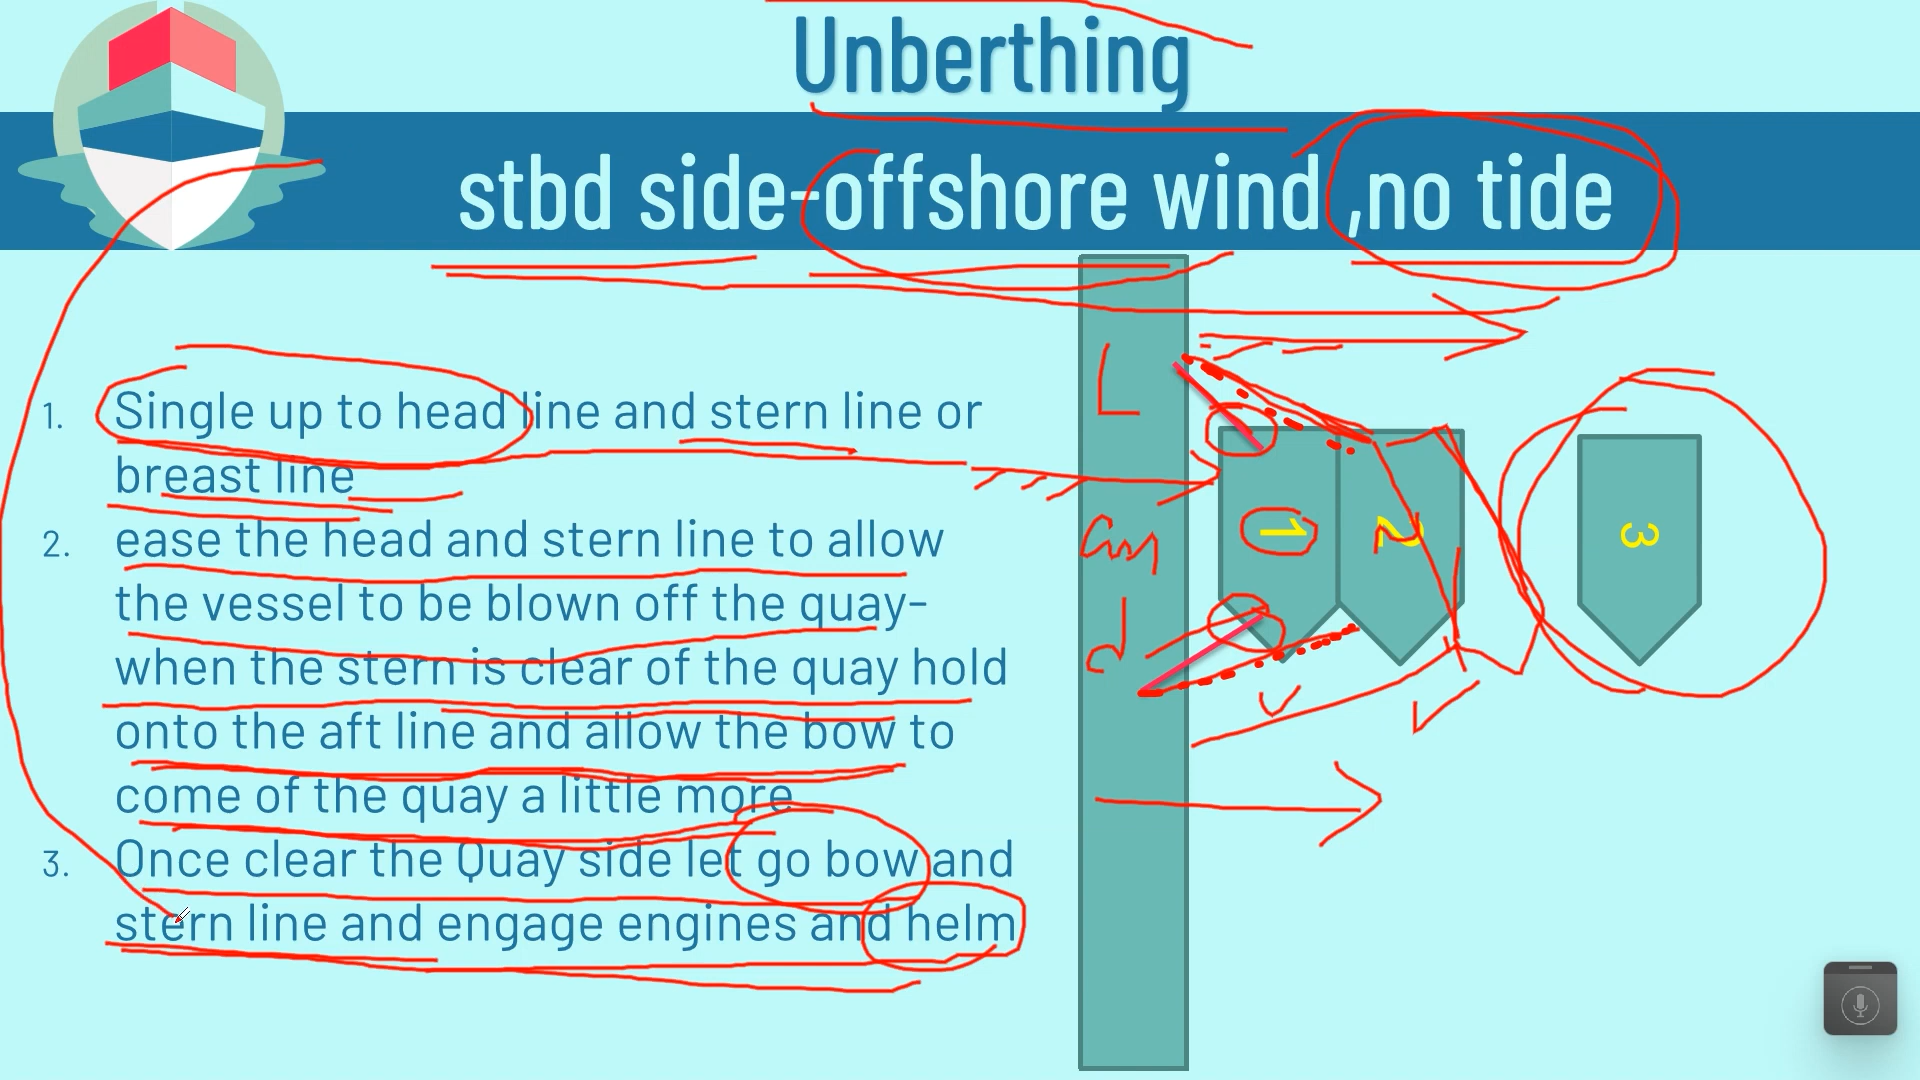 Unberthing
stbd side-offshore wind ,no tide
1. Single up to head line and stern line or
breast line
2. ease the head and stern line to allow
the vessel to be blown off the quay-
when the stern is clear of the quay hold
onto the aft line and allow the bow to
come of the quay a little more
3. Once clear the Quay side let go bow and
stern line and engage engines and helm
L
an
d
1
2
3